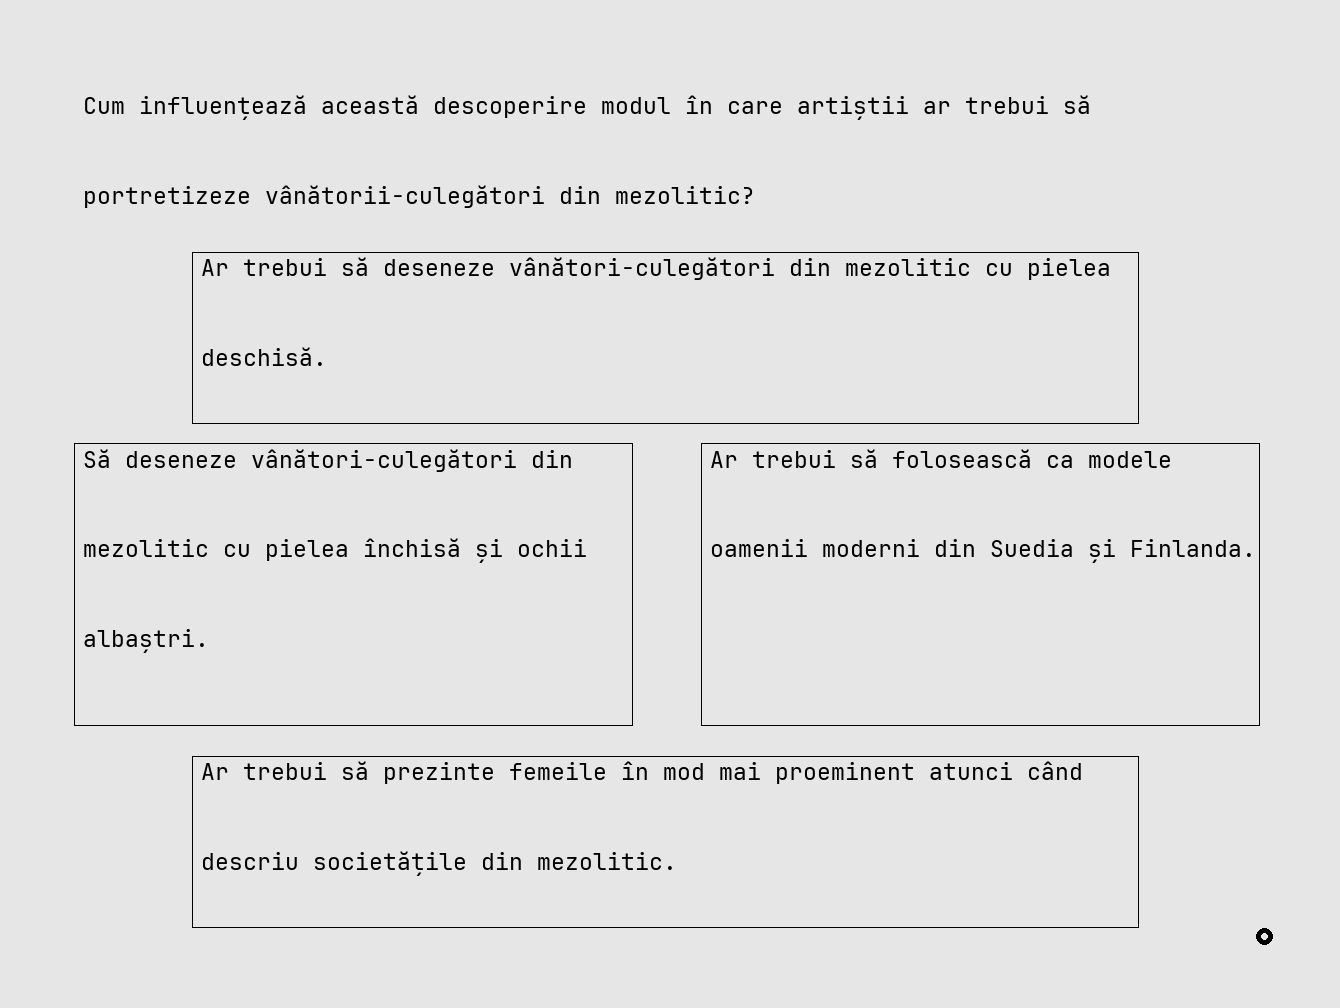 Cum influențează această descoperire modul în care artiștii ar trebui să
portretizeze vânătorii-culegători din mezolitic?
Ar trebui să deseneze vânători-culegători din mezolitic cu pielea
deschisă.
Să deseneze vânători-culegători din
mezolitic cu pielea închisă și ochii
albaștri.
Ar trebui să folosească ca modele
oamenii moderni din Suedia și Finlanda.
Ar trebui să prezinte femeile în mod mai proeminent atunci când
descriu societățile din mezolitic.